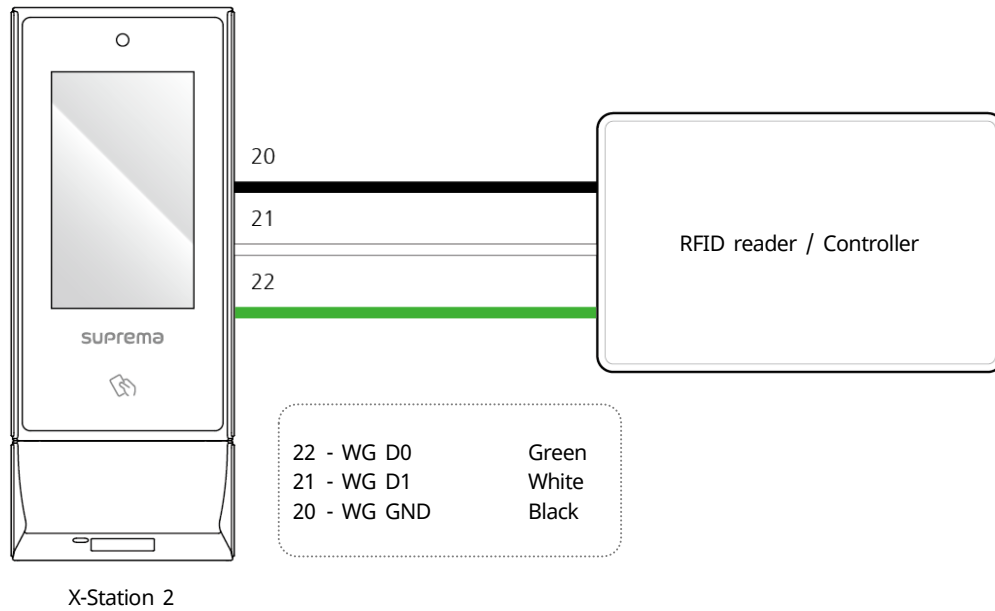 20
21
22
RFID reader / Controller
suprema
22 - WG D0 Green
21 - WG D1 White
20 - WG GND Black
X-Station 2